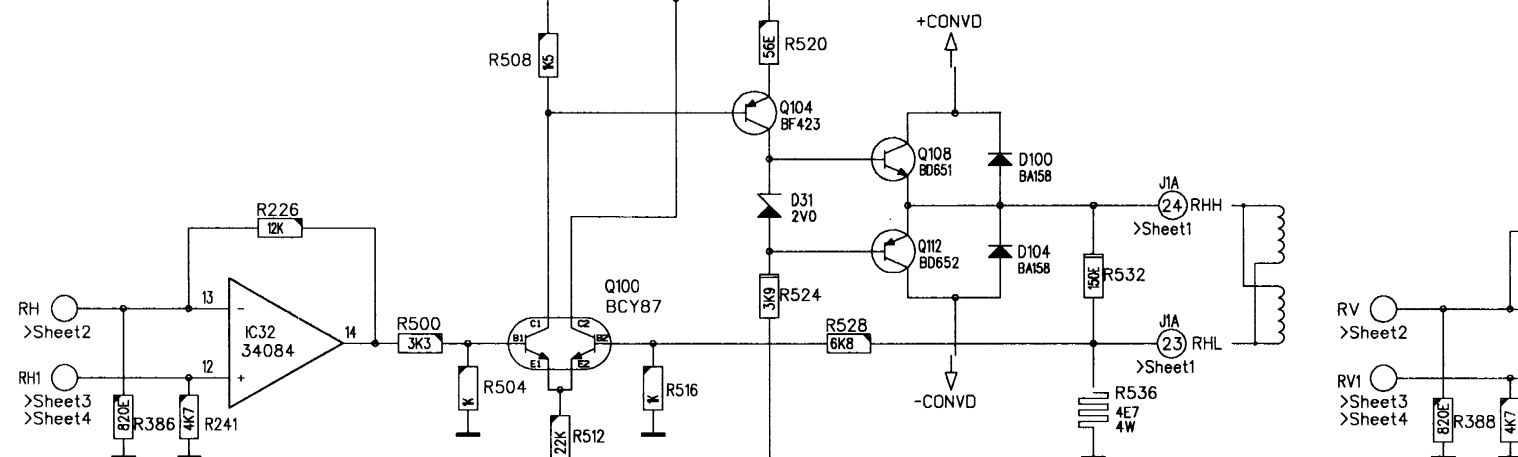 +CONVD
R508
1K5
56E
R520
Q104
BF423
Q108
BD651
D100
BA158
J1A
24 RHH
>Sheet1
D31
2V0
R226
12K
Q112
BD652
D104
BA158
150E
R532
3K9
R524
Q100
BCY87
RH
>Sheet2
13
-
IC32
34084
14
R500
3K3
C1 C2
B1 B2
E1 E2
R528
6K8
J1A
23 RHL
>Sheet1
RV
>Sheet2
RH1
>Sheet3
>Sheet4
12
+
820E
R386
4K7
R241
1K
R504
22K
R512
1K
R516
-CONVD
R536
4E7
4W
RV1
>Sheet3
>Sheet4
820E
R388
4K7